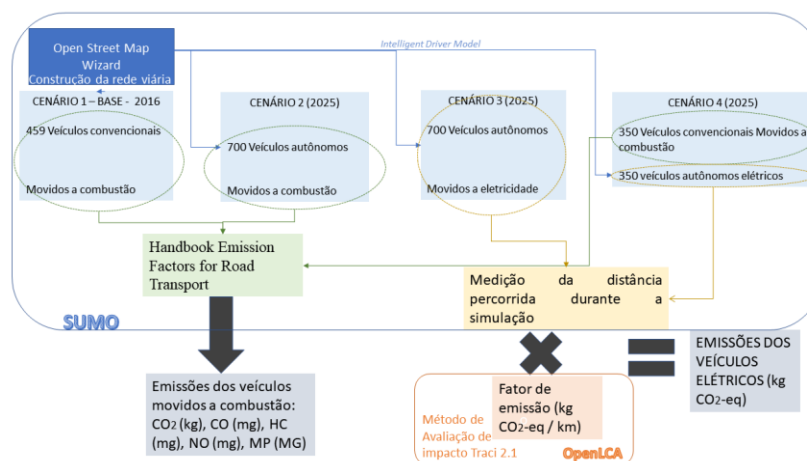 Open Street Map
Wizard
Construção da rede viária
Intelligent Driver Model
CENÁRIO 1 – BASE - 2016
459 Veículos convencionais
Movidos a combustão
CENÁRIO 2 (2025)
700 Veículos autônomos
Movidos a combustão
CENÁRIO 3 (2025)
700 Veículos autônomos
Movidos a eletricidade
CENÁRIO 4 (2025)
350 Veículos convencionais Movidos a
combustão
350 veículos autônomos elétricos
Handbook Emission
Factors for Road
Transport
Medição da distância
percorrida durante a
simulação
SUMO
Emissões dos veículos
movidos a combustão:
CO2 (kg), CO (mg), HC
(mg), NO (mg), MP (MG)
Fator de
emissão (kg
CO2-eq / km)
Método de
Avaliação de
impacto Traci 2.1
OpenLCA
EMISSÕES DOS
VEÍCULOS
ELÉTRICOS (kg
CO2-eq)